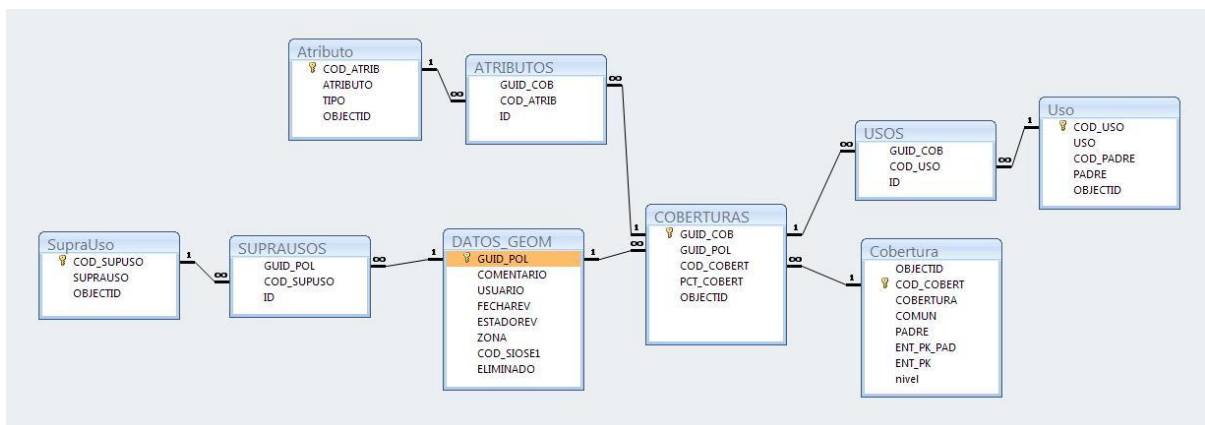 Atributo
COD_ATRIB
ATRIBUTO
TIPO
OBJECTID
1
∞
ATRIBUTOS
GUID_COB
COD_ATRIB
ID
∞
1
USOS
GUID_COB
COD_USO
ID
∞
1
∞
1
Uso
COD_USO
USO
COD_PADRE
PADRE
OBJECTID
SupraUso
COD_SUPUSO
SUPRAUSO
OBJECTID
1
∞
SUPRAUSOS
GUID_POL
COD_SUPUSO
ID
∞
1
DATOS_GEOM
GUID_POL
COMENTARIO
USUARIO
FECHAREV
ESTADOREV
ZONA
COD_SIOSE1
ELIMINADO
1
∞
COBERTURAS
GUID_COB
GUID_POL
COD_COBERT
PCT_COBERT
OBJECTID
∞
1
Cobertura
OBJECTID
COD_COBERT
COBERTURA
COMUN
PADRE
ENT_PK_PAD
ENT_PK
nivel